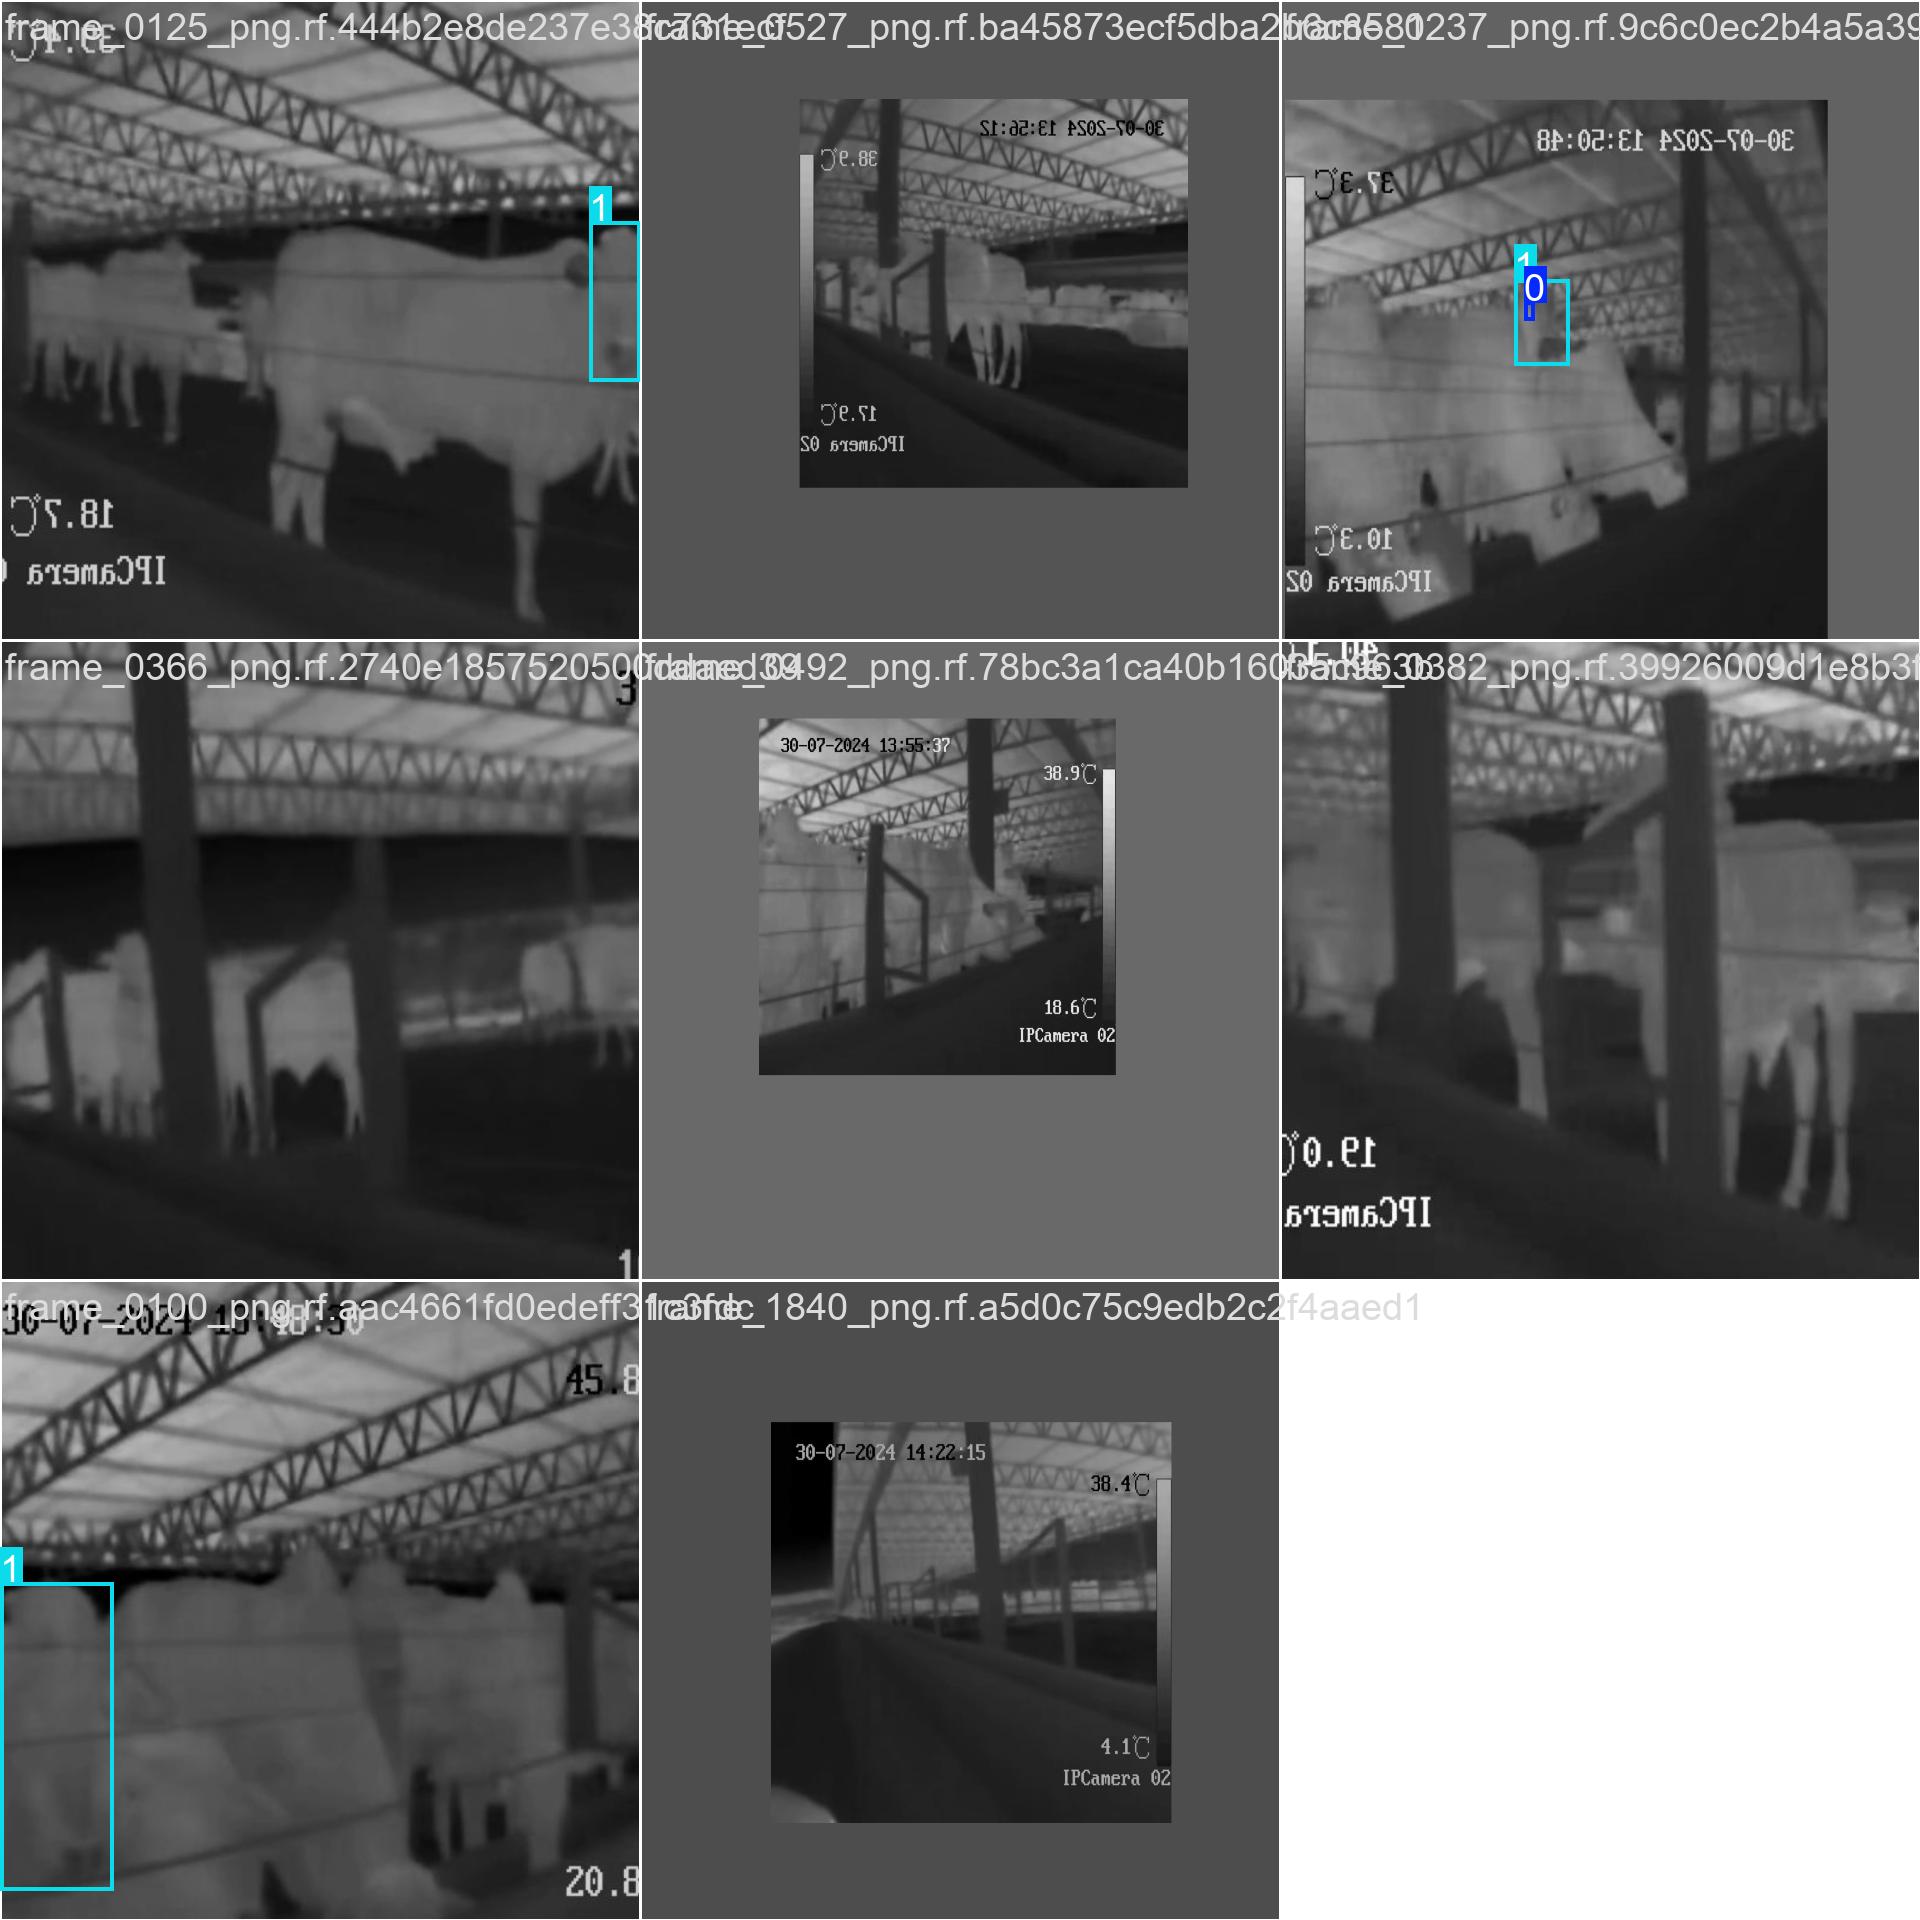 frame_0125_png.rf.444b2e8de237e38
frame_0527_png.rf.ba45873ecf5dba2
frame_1237_png.rf.9c6c0ec2b4a5a39
1
30-07-2024 13:56:12
38.9℃
17.9℃
IPCamera 02
1
0
30-07-2024 13:50:48
37.3℃
10.3℃
IPCamera 02
18.7℃
IPCamera
frame_0366_png.rf.2740e1857520500
frame_0492_png.rf.78bc3a1ca40b160
frame_0382_png.rf.39926009d1e8b3f
30-07-2024 13:55:37
38.9℃
18.6℃
IPCamera 02
19.0℃
IPCamera
frame_0100_png.rf.aac4661fd0edeff3
frame_1840_png.rf.a5d0c75c9edb2c2f4aaed1
45.8
1
20.8
30-07-2024 14:22:15
38.4℃
4.1℃
IPCamera 02